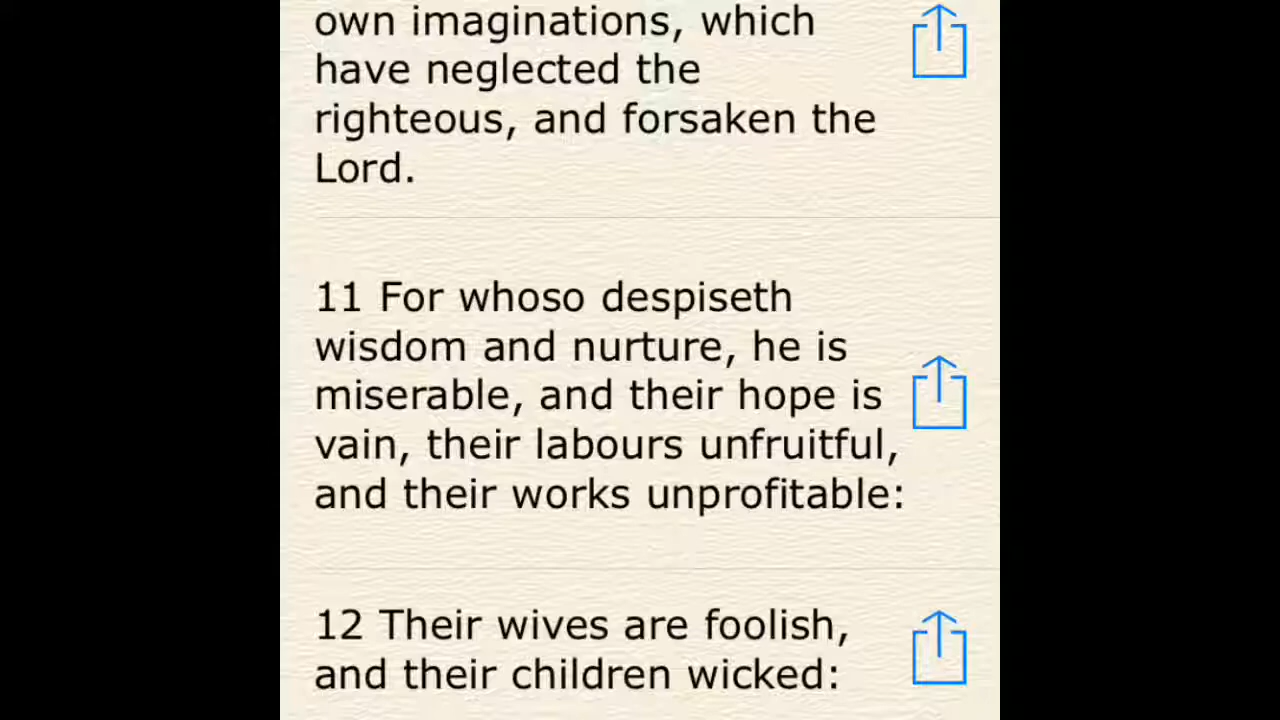 own imaginations, which
have neglected the
righteous, and forsaken the
Lord.
11 For whoso despiseth
wisdom and nurture, he is
miserable, and their hope is
vain, their labours unfruitful,
and their works unprofitable:
12 Their wives are foolish,
and their children wicked: